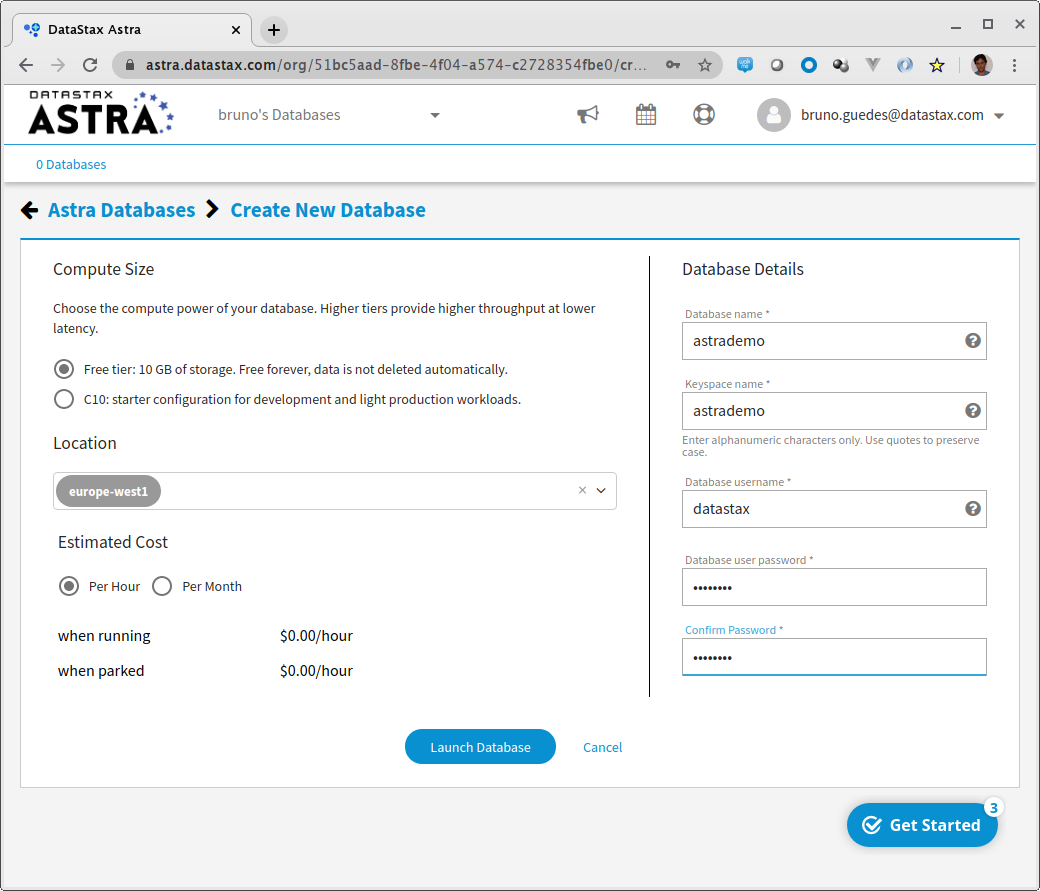 DataStax Astra
astra.datastax.com/org/51bc5aad-8fbe-4f04-a574-c2728354fbe0/cr...
DATASTAX
ASTRA
bruno's Databases
bruno.guedes@datastax.com
0 Databases
Astra Databases
Create New Database
Compute Size
Choose the compute power of your database. Higher tiers provide higher throughput at lower
latency.
Free tier: 10 GB of storage. Free forever, data is not deleted automatically.
C10: starter configuration for development and light production workloads.
Location
europe-west1
Estimated Cost
Per Hour
Per Month
when running $0.00/hour
when parked $0.00/hour
Database Details
Database name *
astrademo
Keyspace name *
astrademo
Enter alphanumeric characters only. Use quotes to preserve
case.
Database username *
datastax
Database user password *
••••••••
Confirm Password *
••••••••
Launch Database
Cancel
Get Started
3